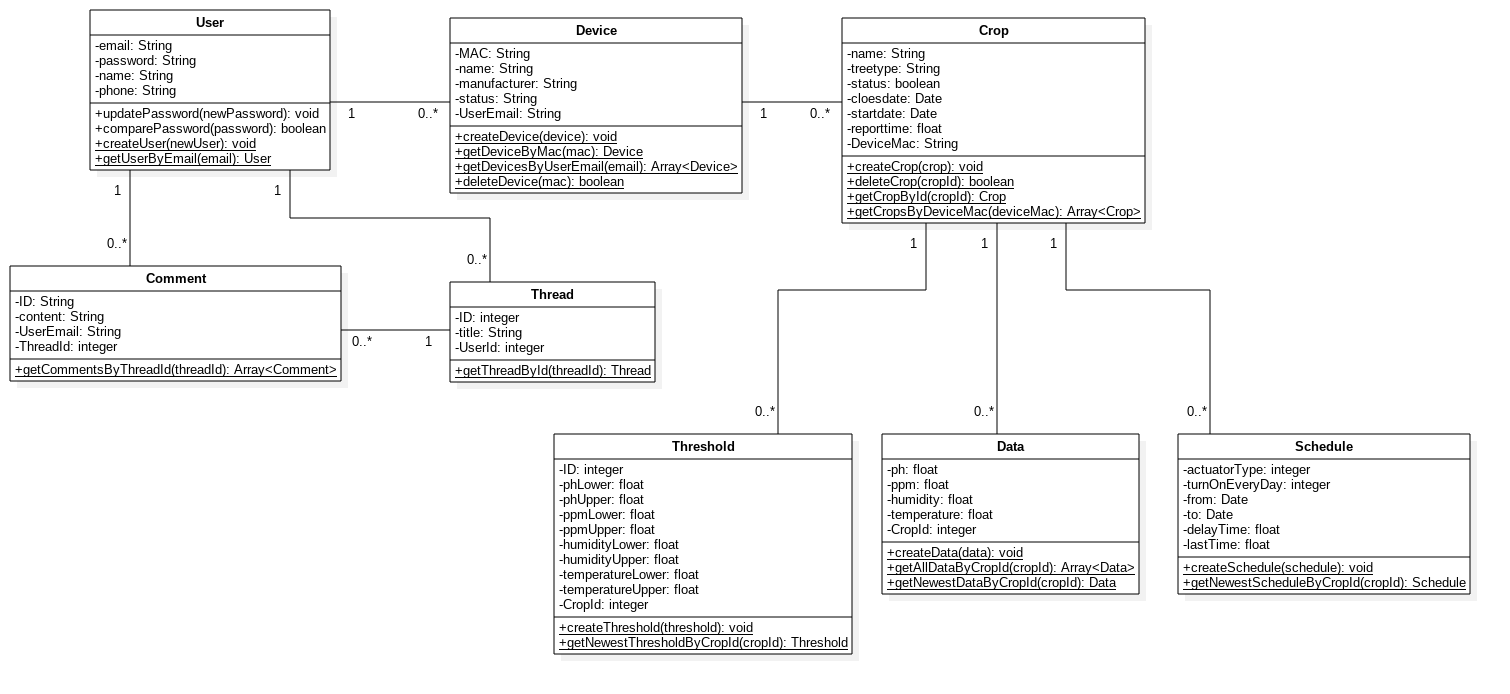 User
-email: String
-password: String
-name: String
-phone: String
+updatePassword(newPassword): void
+comparePassword(password): boolean
+createUser(newUser): void
+getUserByEmail(email): User
Device
-MAC: String
-name: String
-manufacturer: String
-status: String
-UserEmail: String
+createDevice(device): void
+getDeviceByMac(mac): Device
+getDevicesByUserEmail(email): Array<Device>
+deleteDevice(mac): boolean
Crop
-name: String
-treetype: String
-status: boolean
-cloesdate: Date
-startdate: Date
-reporttime: float
-DeviceMac: String
+createCrop(crop): void
+deleteCrop(cropId): boolean
+getCropById(cropId): Crop
+getCropsByDeviceMac(deviceMac): Array<Crop>
1
0..*
1
0..*
1
0..*
1
0..*
Comment
-ID: String
-content: String
-UserEmail: String
-ThreadId: integer
+getCommentsByThreadId(threadId): Array<Comment>
0..*
1
Thread
-ID: integer
-title: String
-UserId: integer
+getThreadById(threadId): Thread
1
1
1
0..*
0..*
0..*
Threshold
-ID: integer
-phLower: float
-phUpper: float
-ppmLower: float
-ppmUpper: float
-humidityLower: float
-humidityUpper: float
-temperatureLower: float
-temperatureUpper: float
-CropId: integer
+createThreshold(threshold): void
+getNewestThresholdByCropId(cropId): Threshold
Data
-ph: float
-ppm: float
-humidity: float
-temperature: float
-CropId: integer
+createData(data): void
+getAllDataByCropId(cropId): Array<Data>
+getNewestDataByCropId(cropId): Data
Schedule
-actuatorType: integer
-turnOnEveryDay: integer
-from: Date
-to: Date
-delayTime: float
-lastTime: float
+createSchedule(schedule): void
+getNewestScheduleByCropId(cropId): Schedule